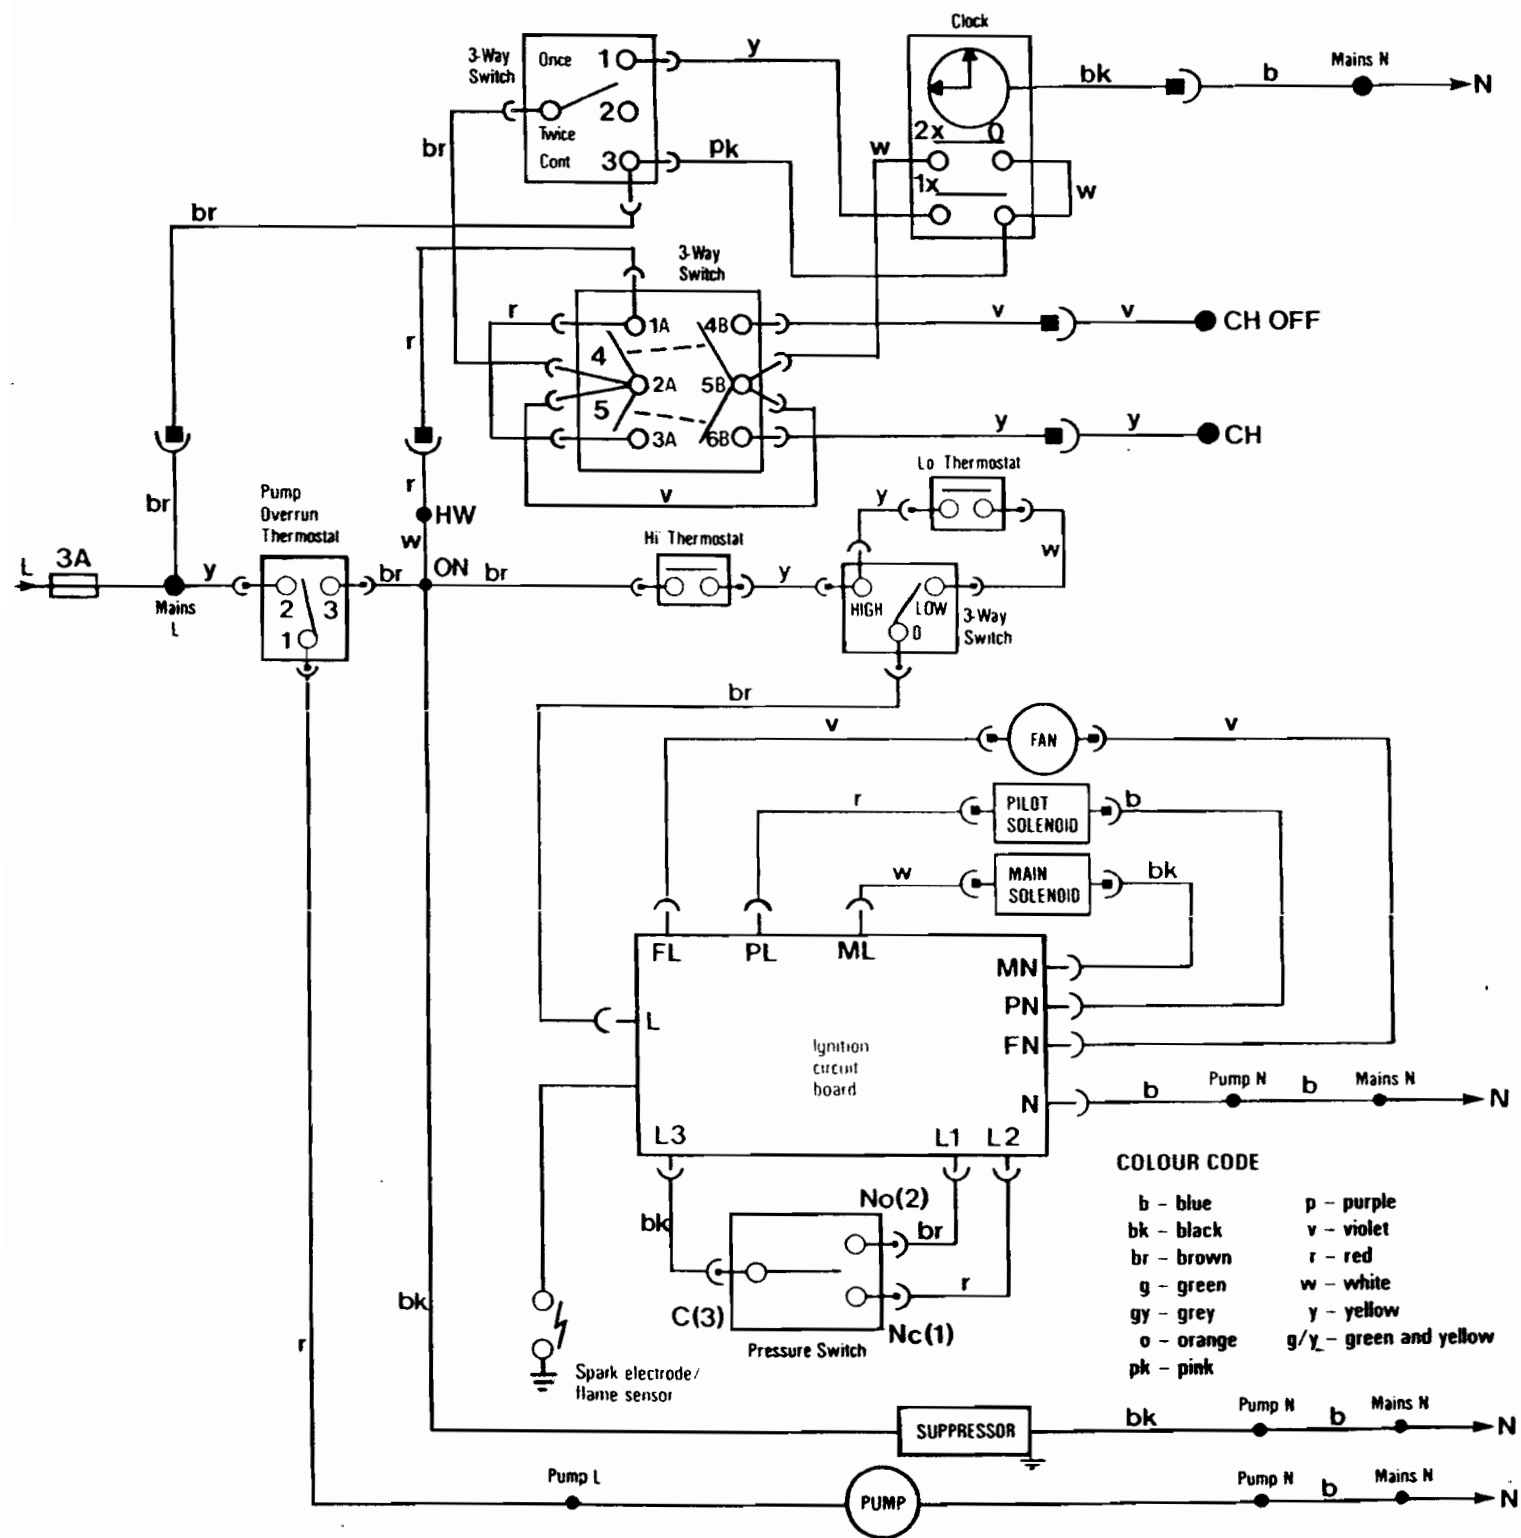 Clock
3-Way
Switch
Once
1
y
Mains N
bk
b
N
2
Twice
br
2x
0
w
Cont
3
pk
1x
w
br
3-Way
Switch
r
r
1A
4B
v
v
CH OFF
4
2A
5B
5
3A
6B
y
y
CH
v
br
r
Pump
Overrun
Thermostat
HW
w
Lo Thermostat
y
w
Hi Thermostat
L
3A
Mains
L
y
2
3
1
br
ON
br
y
HIGH
LOW
0
3-Way
Switch
br
v
FAN
v
r
PILOT
SOLENOID
b
w
MAIN
SOLENOID
bk
FL
PL
ML
MN
PN
FN
L
Ignition
circuit
board
N
b
Pump N
b
Mains N
N
L3
L1
L2
bk
No(2)
br
r
C(3)
Nc(1)
Pressure Switch
bk
r
Spark electrode/
flame sensor
COLOUR CODE
b – blue
bk – black
br – brown
g – green
gy – grey
o – orange
pk – pink
p – purple
v – violet
r – red
w – white
y – yellow
g/y – green and yellow
SUPPRESSOR
bk
Pump N
b
Mains N
N
Pump L
PUMP
Pump N
b
Mains N
N